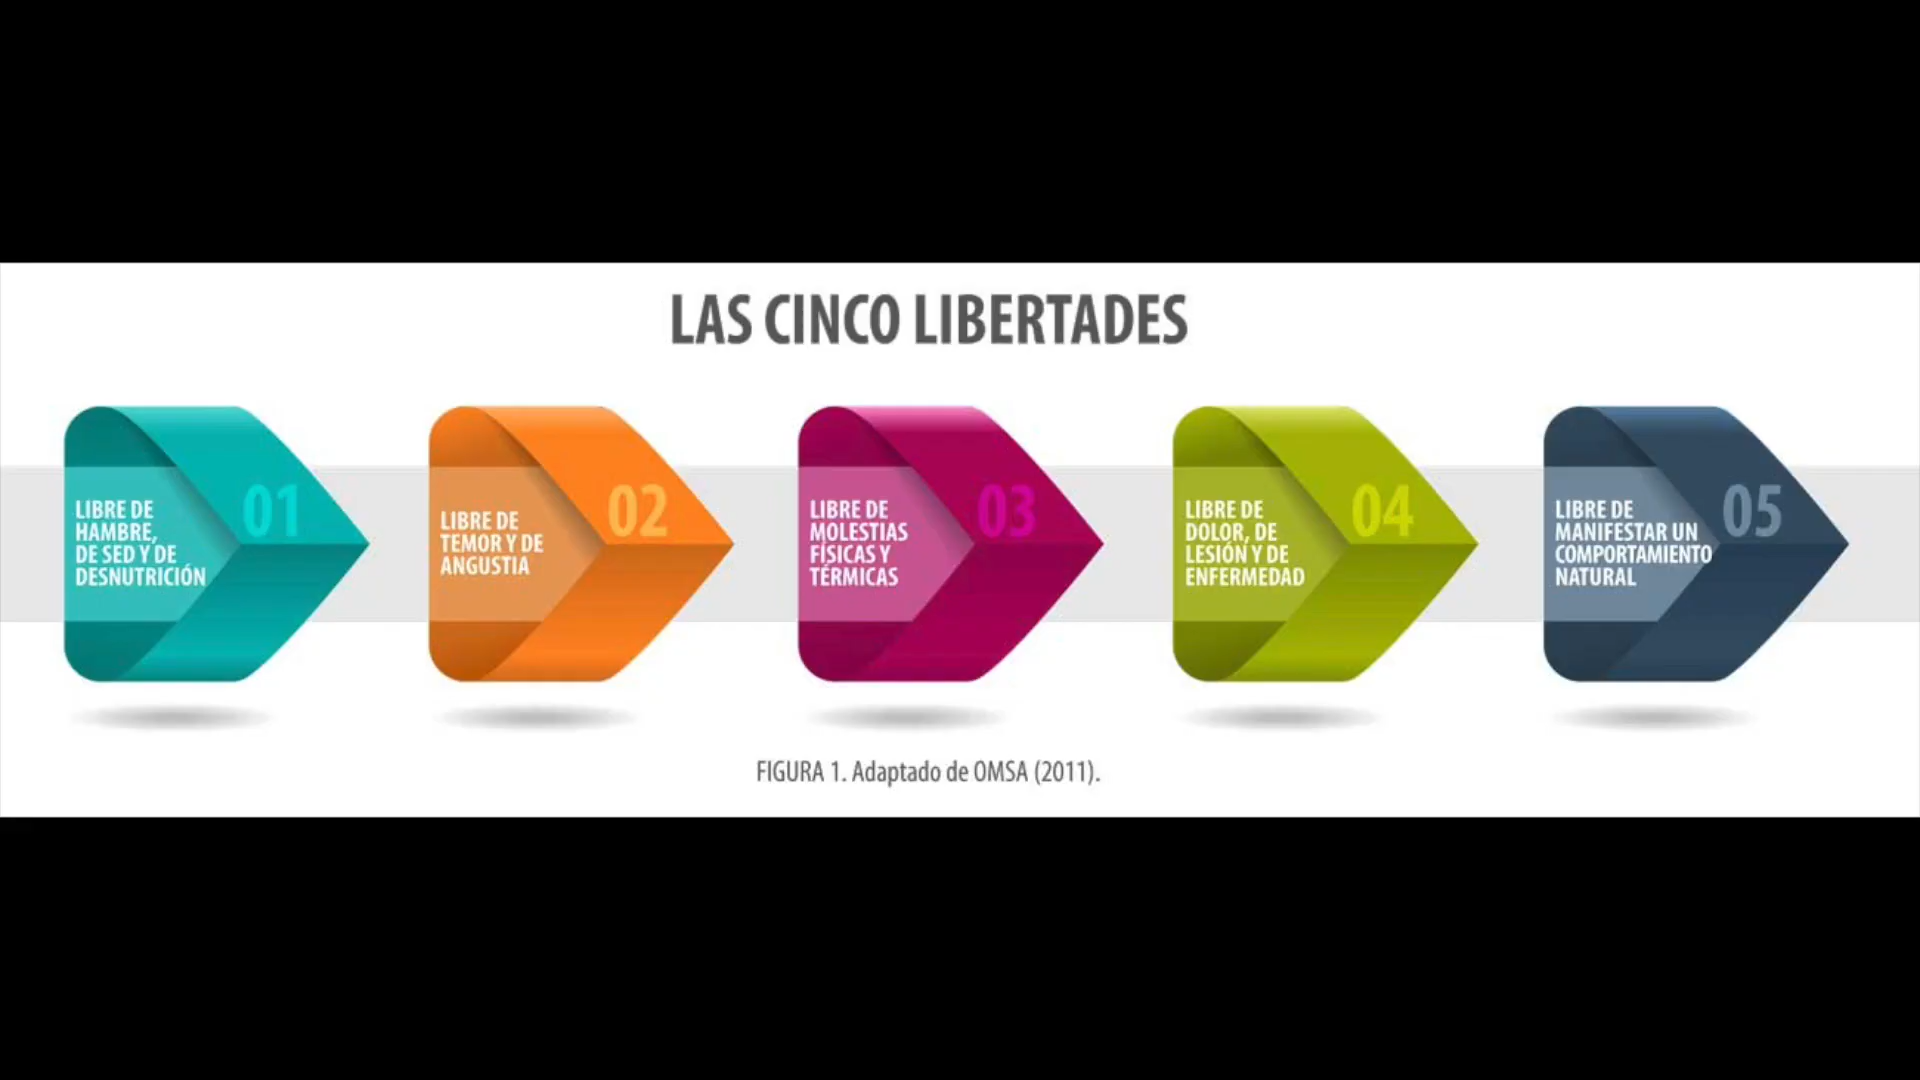 LAS CINCO LIBERTADES
LIBRE DE
HAMBRE,
DE SED Y DE
DESNUTRICIÓN
01
LIBRE DE
TEMOR Y DE
ANGUSTIA
02
LIBRE DE
MOLESTIAS
FÍSICAS Y
TÉRMICAS
03
LIBRE DE
DOLOR, DE
LESIÓN Y DE
ENFERMEDAD
04
LIBRE DE
MANIFESTAR UN
COMPORTAMIENTO
NATURAL
05
FIGURA 1. Adaptado de OMSA (2011).